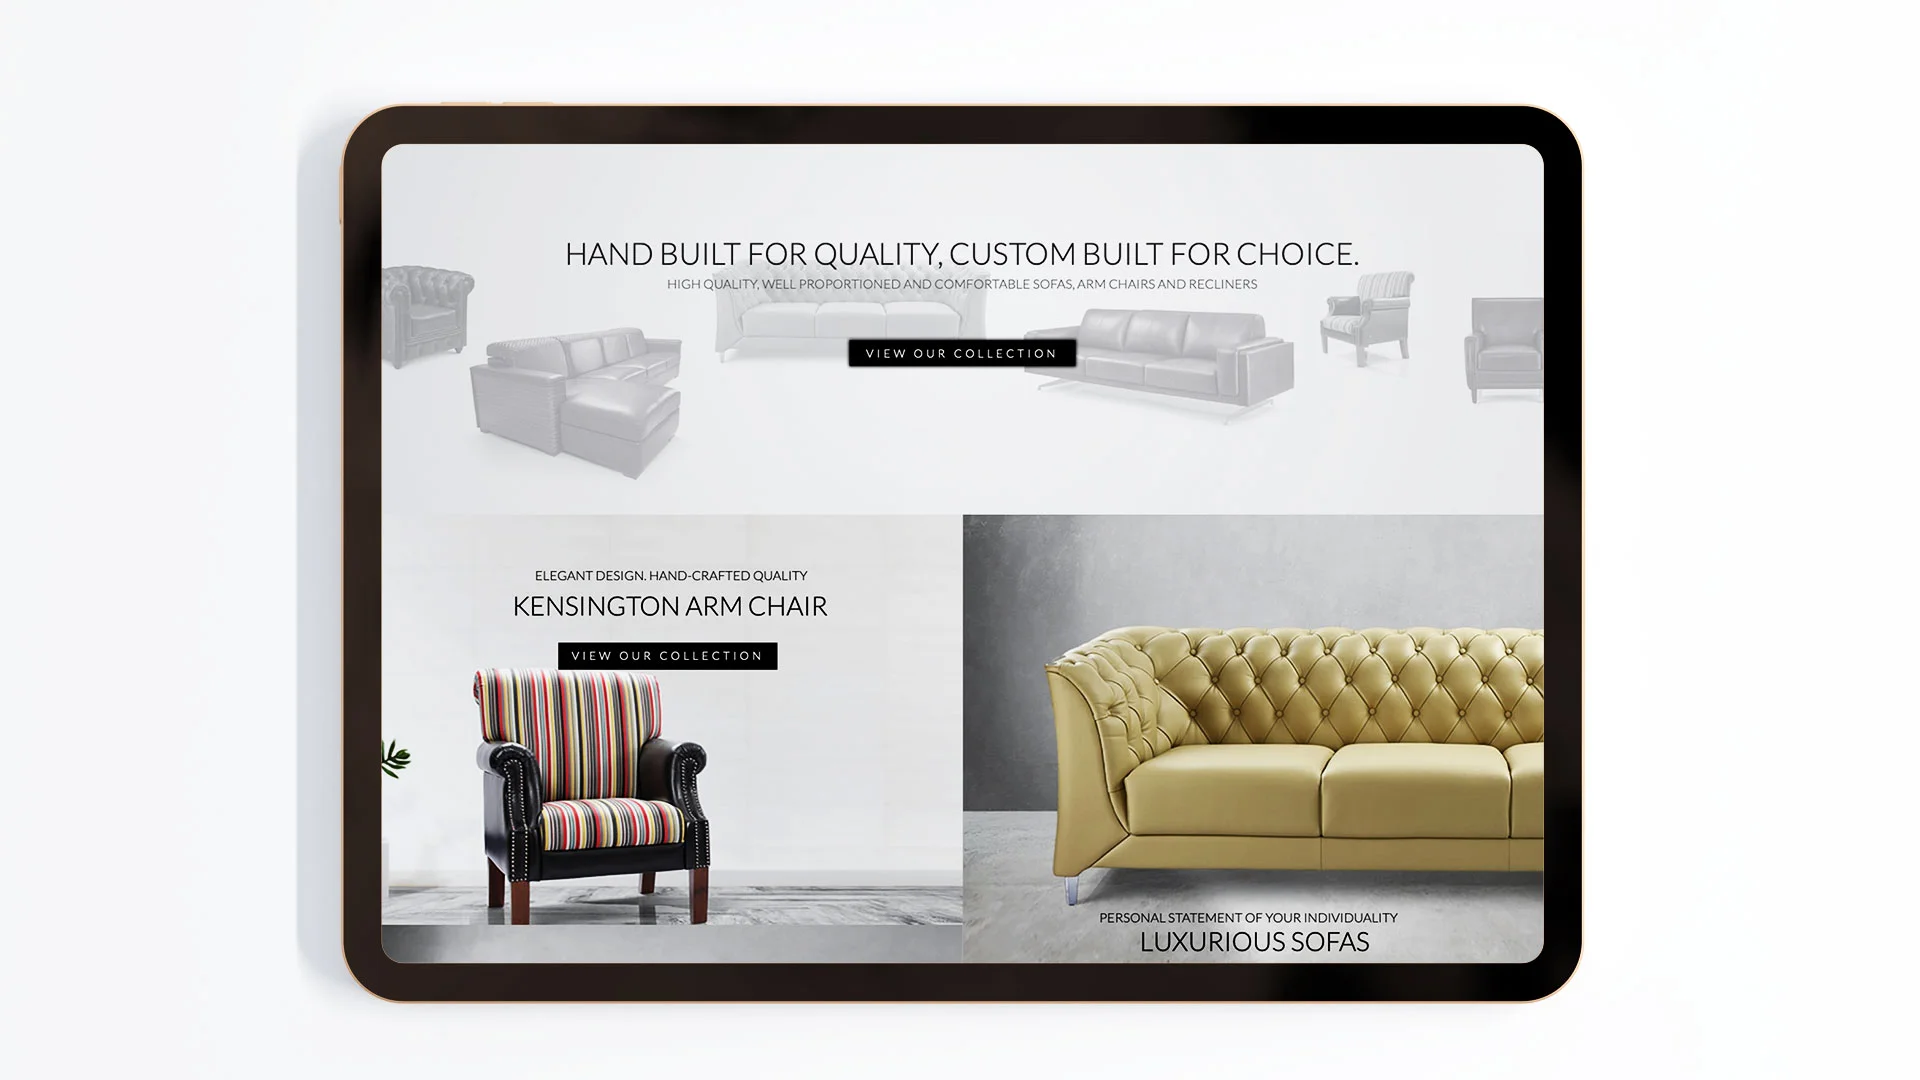 HAND BUILT FOR QUALITY, CUSTOM BUILT FOR CHOICE.
HIGH QUALITY, WELL PROPORTIONED AND COMFORTABLE SOFAS, ARM CHAIRS AND RECLINERS
VIEW OUR COLLECTION
ELEGANT DESIGN. HAND-CRAFTED QUALITY
KENSINGTON ARM CHAIR
VIEW OUR COLLECTION
PERSONAL STATEMENT OF YOUR INDIVIDUALITY
LUXURIOUS SOFAS